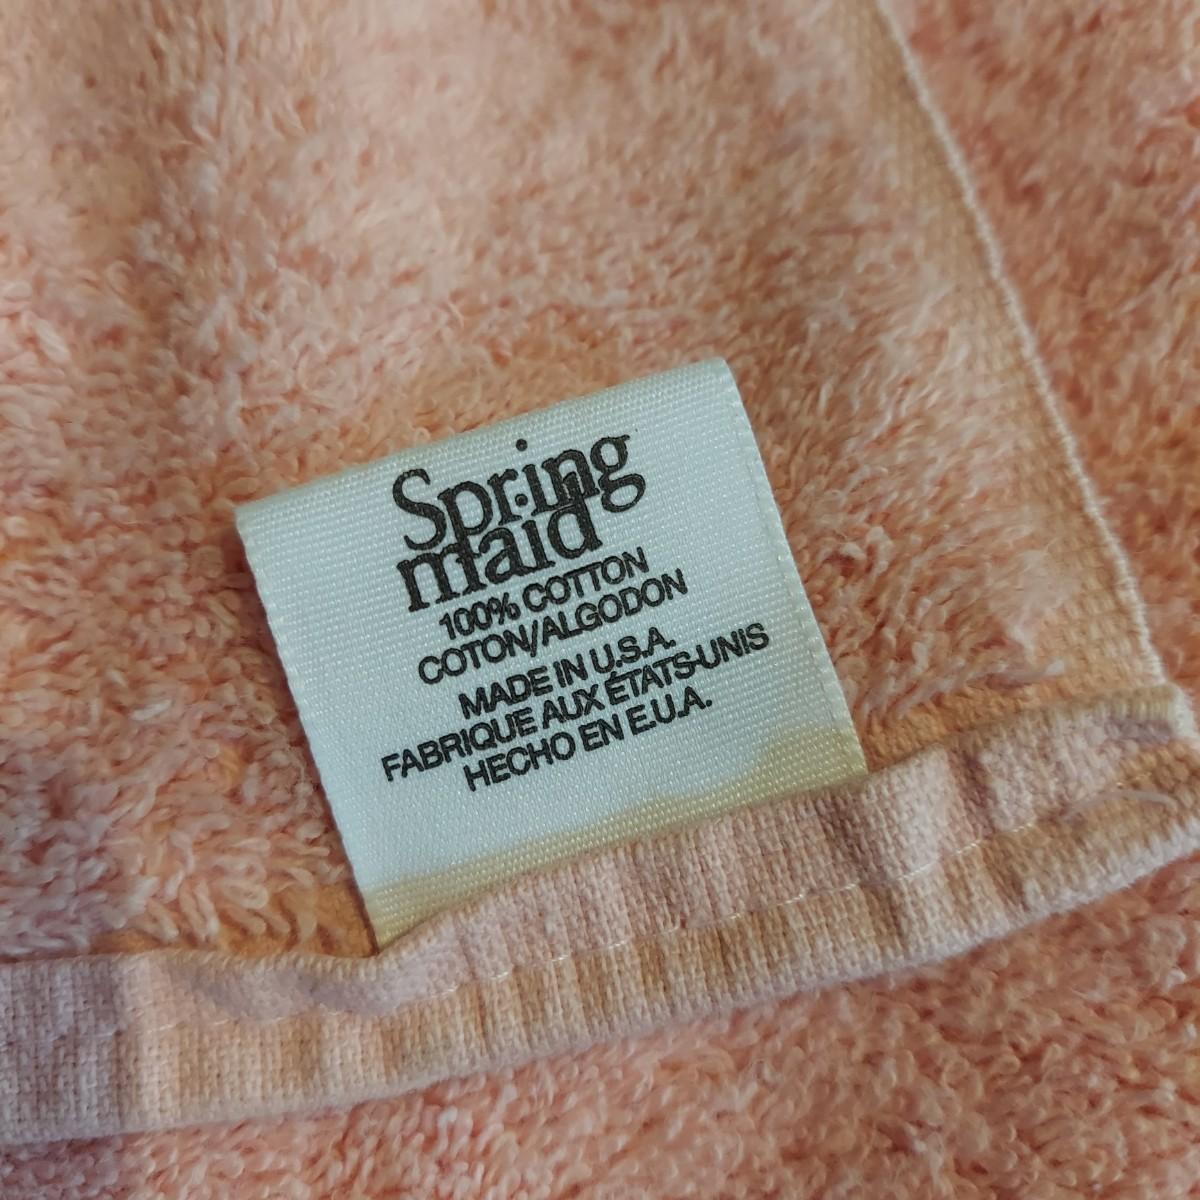 Spring
maid
100% COTTON
COTON/ALGODON
MADE IN U.S.A.
FABRIQUE AUX ÉTATS-UNIS
HECHO EN E.U.A.